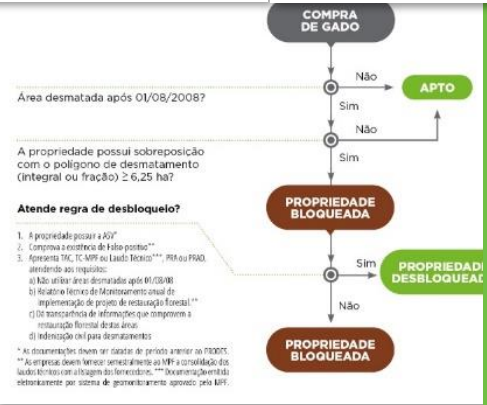 COMPRA
DE GADO
Não
APTO
Área desmatada após 01/08/2008?
Sim
Não
A propriedade possui sobreposição
com o polígono de desmatamento
(integral ou fração) ≥ 6,25 ha?
Sim
PROPRIEDADE
BLOQUEADA
Atende regra de desbloqueio?
1. A propriedade possuir a ASV*
2. Comprova a existência de Falso-positivo**
3. Apresenta TAC, TC-MPF ou Laudo Técnico***, PRA ou PRAD,
atendendo aos requisitos:
a) Não utilizar áreas desmatadas após 01/08/08
b) Relatório Técnico de Monitoramento anual de
implementação de projeto de restauração florestal.**
c) Dá transparência de informações que comprovem a
restauração florestal destas áreas
d) Indenização civil para desmatamentos
Sim
PROPRIEDAD
DESBLOQUEAD
Não
PROPRIEDADE
BLOQUEADA
* As documentações devem ser datadas de período anterior ao PRODES.
** As empresas devem fornecer semestralmente ao MPF a consolidação dos
laudos técnicos com a listagem dos fornecedores. *** Documentação emitida
eletronicamente por sistema de geomonitoramento aprovado pelo MPF.